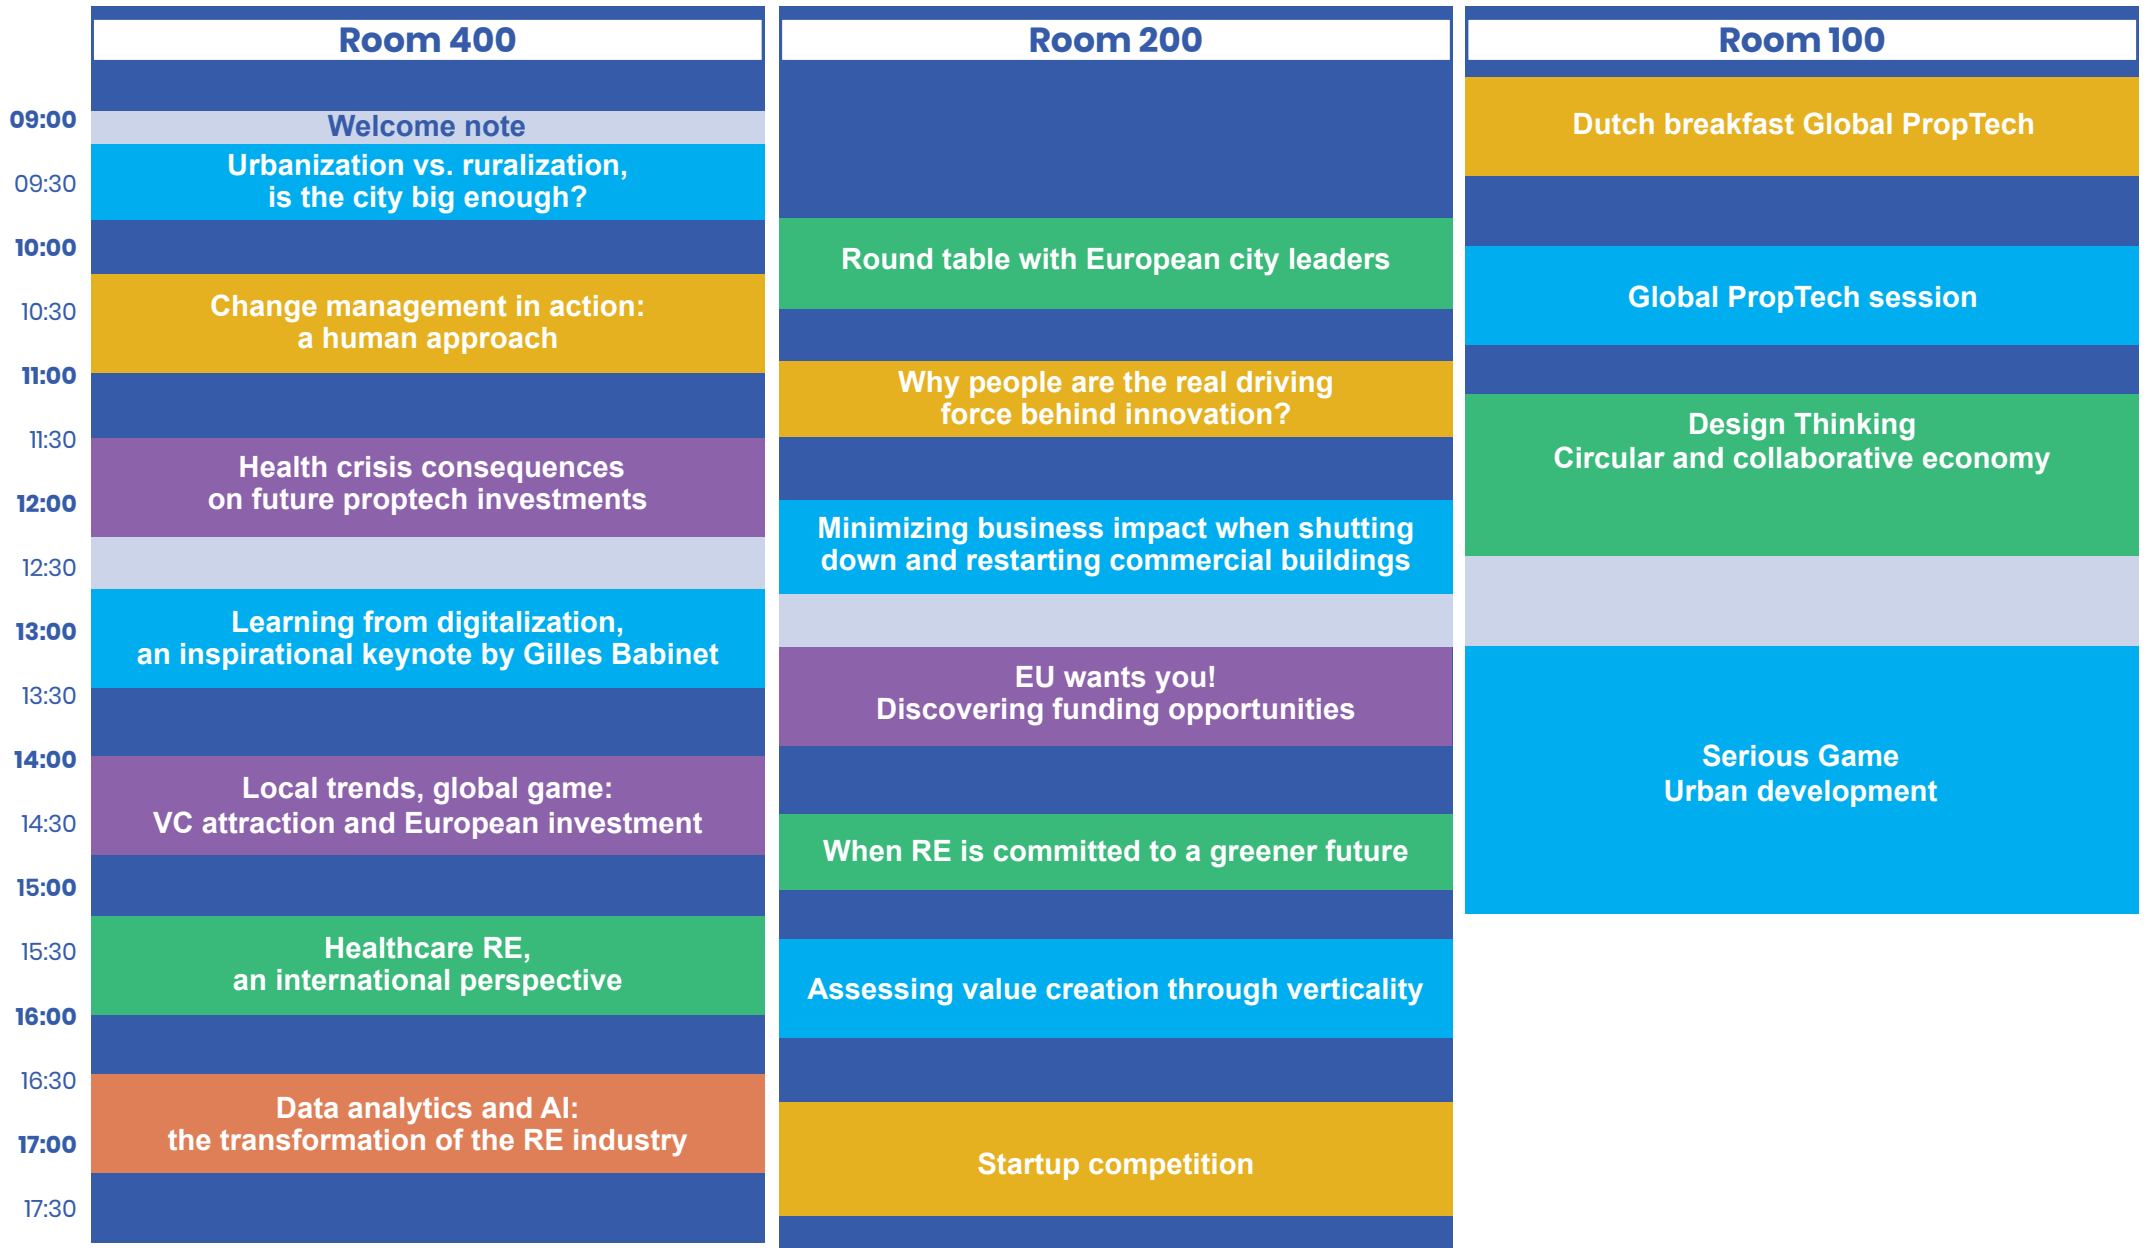 Room 400
Room 200
Room 100
09:00
09:30
10:00
10:30
11:00
11:30
12:00
12:30
13:00
13:30
14:00
14:30
15:00
15:30
16:00
16:30
17:00
17:30
Welcome note
Urbanization vs. ruralization,
is the city big enough?
Change management in action:
a human approach
Health crisis consequences
on future proptech investments
Learning from digitalization,
an inspirational keynote by Gilles Babinet
Local trends, global game:
VC attraction and European investment
Healthcare RE,
an international perspective
Data analytics and AI:
the transformation of the RE industry
Round table with European city leaders
Why people are the real driving
force behind innovation?
Minimizing business impact when shutting
down and restarting commercial buildings
EU wants you!
Discovering funding opportunities
When RE is committed to a greener future
Assessing value creation through verticality
Startup competition
Dutch breakfast Global PropTech
Global PropTech session
Design Thinking
Circular and collaborative economy
Serious Game
Urban development